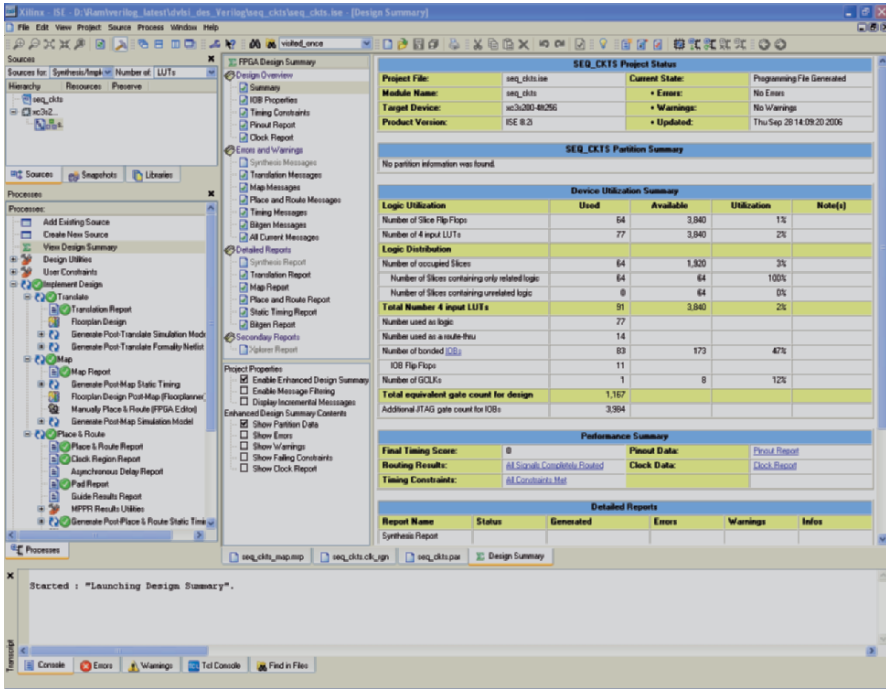 Xilinx - ISE - D:\Ram\verilog_latest\dvlsi_des_Verilog\seq_ckts\seq_ckts.ise - [Design Summary]
File Edit View Project Source Process Window Help
visited_once
Sources
Sources for: Synthesis/Impl Number of: LUTs
Hierarchy Resources Preserve
seq_ckts
xc3s2...
Sources Snapshots Libraries
Processes
Processes:
Add Existing Source
Create New Source
View Design Summary
Design Utilities
User Constraints
Implement Design
Translate
Translation Report
Floorplan Design
Generate Post-Translate Simulation Mode
Generate Post-Translate Formality Netlist
Map
Map Report
Generate Post-Map Static Timing
Floorplan Design Post-Map (Floorplanner)
Manually Place & Route (FPGA Editor)
Generate Post-Map Simulation Model
Place & Route
Place & Route Report
Clock Region Report
Asynchronous Delay Report
Pad Report
Guide Results Report
MPPR Results Utilities
Generate Post-Place & Route Static Timin
Processes
FPGA Design Summary
Design Overview
Summary
IOB Properties
Timing Constraints
Pinout Report
Clock Report
Errors and Warnings
Synthesis Messages
Translation Messages
Map Messages
Place and Route Messages
Timing Messages
Bitgen Messages
All Current Messages
Detailed Reports
Synthesis Report
Translation Report
Map Report
Place and Route Report
Static Timing Report
Bitgen Report
Secondary Reports
Xplorer Report
Project Properties
Enable Enhanced Design Summary
Enable Message Filtering
Display Incremental Messages
Enhanced Design Summary Contents
Show Partition Data
Show Errors
Show Warnings
Show Failing Constraints
Show Clock Report
SEQ_CKTS Project Status
Project File: seq_ckts.ise Current State: Programming File Generated
Module Name: seq_ckts • Errors: No Errors
Target Device: xc3s200-4ft256 • Warnings: No Warnings
Product Version: ISE 8.2i • Updated: Thu Sep 28 14:09:20 2006
SEQ_CKTS Partition Summary
No partition information was found.
Device Utilization Summary
Logic Utilization Used Available Utilization Note(s)
Number of Slice Flip Flops 64 3,840 1%
Number of 4 input LUTs 77 3,840 2%
Logic Distribution
Number of occupied Slices 64 1,920 3%
Number of Slices containing only related logic 64 64 100%
Number of Slices containing unrelated logic 0 64 0%
Total Number 4 input LUTs 91 3,840 2%
Number used as logic 77
Number used as a route-thru 14
Number of bonded IOBs 83 173 47%
IOB Flip Flops 11
Number of GCLKs 1 8 12%
Total equivalent gate count for design 1,167
Additional JTAG gate count for IOBs 3,984
Performance Summary
Final Timing Score: 0 Pinout Data: Pinout Report
Routing Results: All Signals Completely Routed Clock Data: Clock Report
Timing Constraints: All Constraints Met
Detailed Reports
Report Name Status Generated Errors Warnings Infos
Synthesis Report
seq_ckts_map.mrp seq_ckts.clk_rgn seq_ckts.par Design Summary
Started : "Launching Design Summary".
Transcript
Console Errors Warnings Tcl Console Find in Files